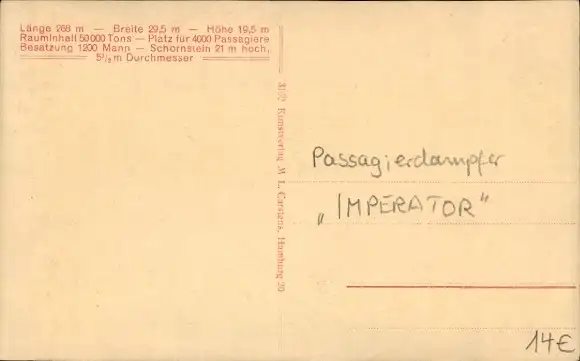 Länge 268 m — Breite 29,5 m — Höhe 19,5 m
Rauminhalt 50000 Tons — Platz für 4000 Passagiere
Besatzung 1200 Mann — Schornstein 21 m hoch,
5½ m Durchmesser
Kunstverlag M. L. Carstens, Hamburg 20
Passagierdampfer
„IMPERATOR"
14€